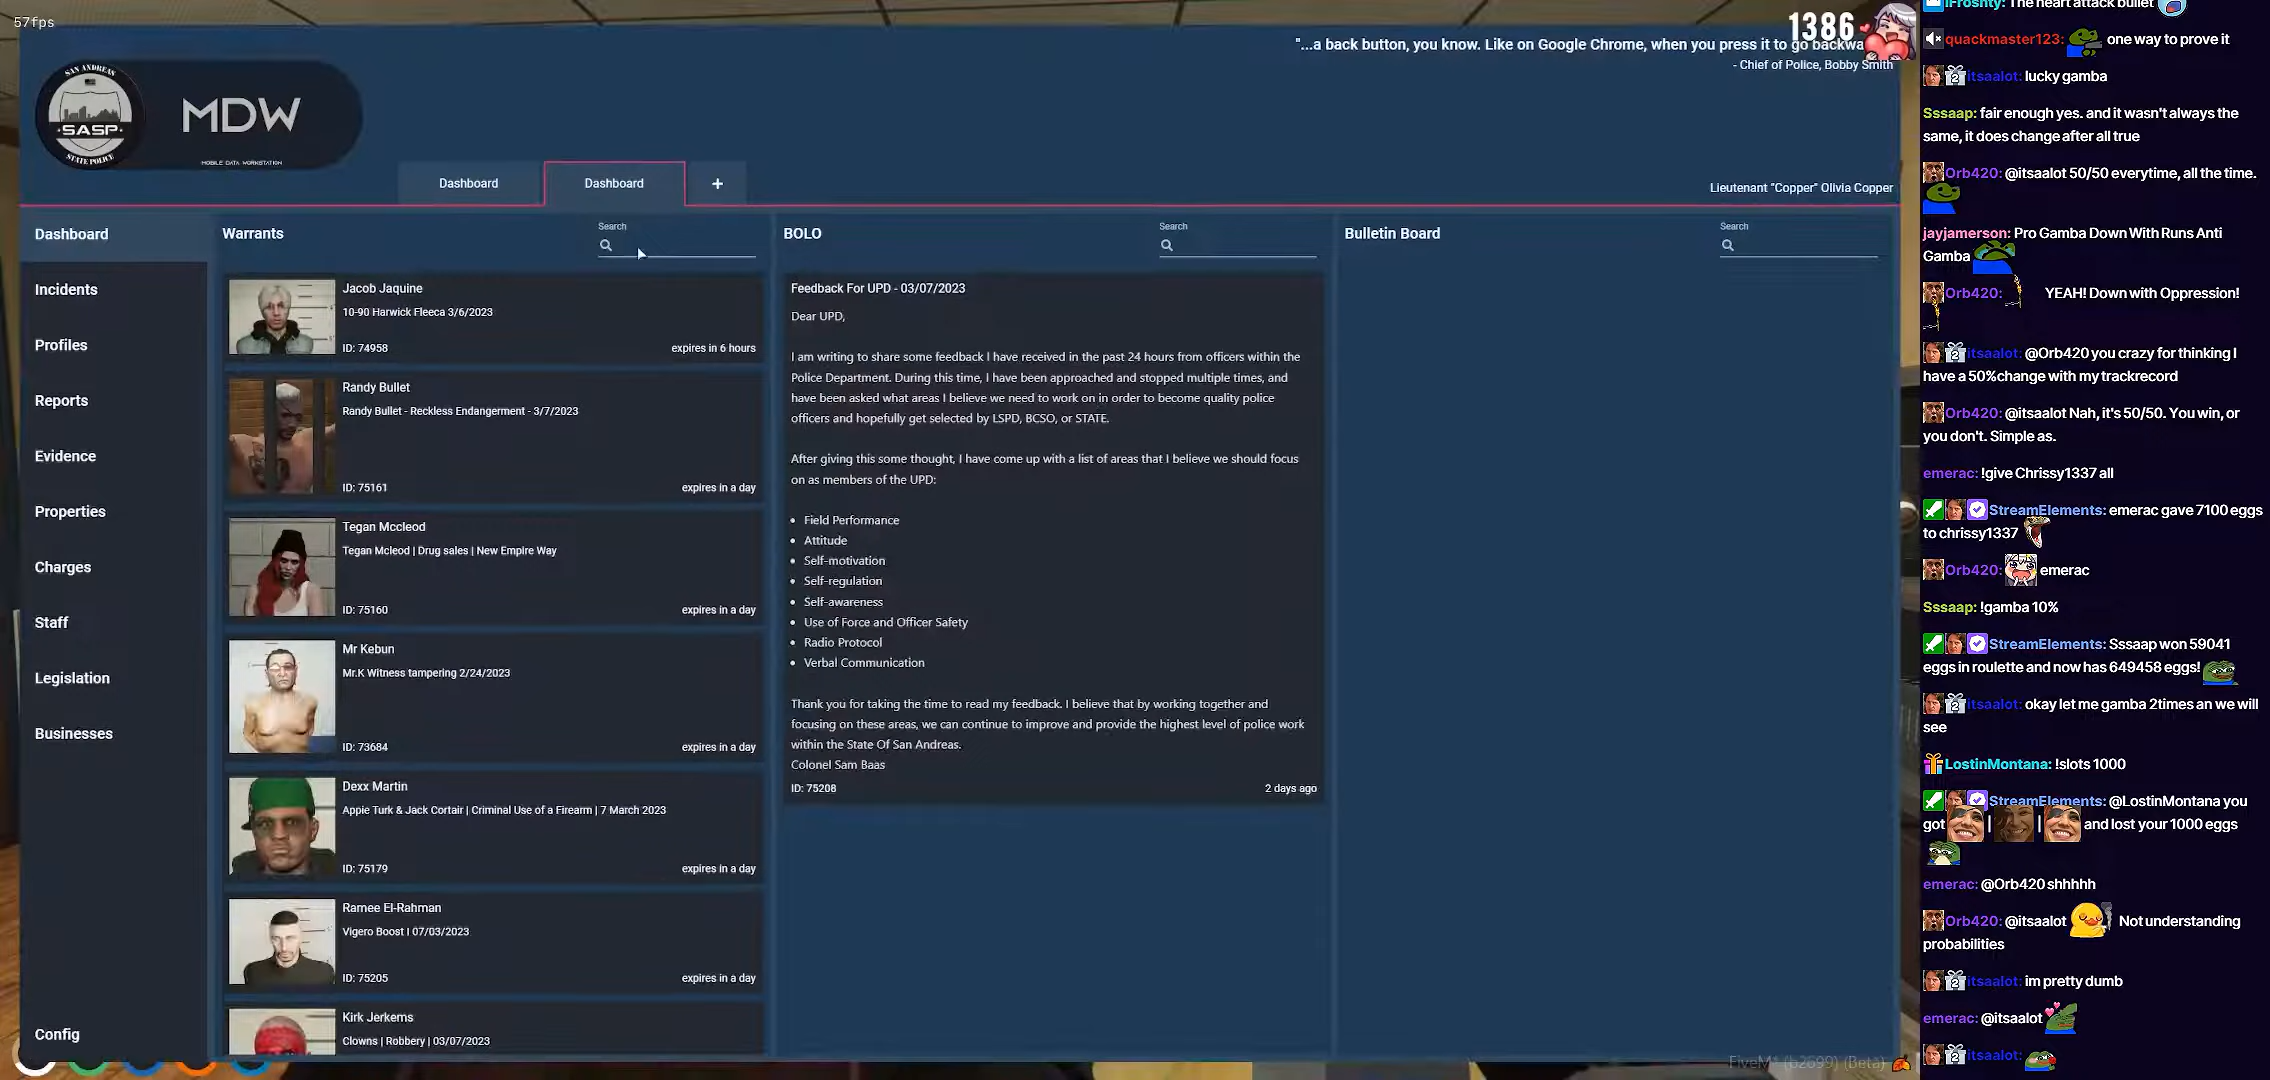 57fps
1386
"...a back button, you know. Like on Google Chrome, when you press it to go backwa
- Chief of Police, Bobby Smith
SAN ANDREAS
SASP
STATE POLICE
MDW
MOBILE DATA WORKSTATION
Dashboard
Dashboard
+
Lieutenant "Copper" Olivia Copper
Dashboard
Incidents
Profiles
Reports
Evidence
Properties
Charges
Staff
Legislation
Businesses
Config
Warrants
Search
Jacob Jaquine
10-90 Harwick Fleeca 3/6/2023
ID: 74958
expires in 6 hours
Randy Bullet
Randy Bullet - Reckless Endangerment - 3/7/2023
ID: 75161
expires in a day
Tegan Mccleod
Tegan Mcleod | Drug sales | New Empire Way
ID: 75160
expires in a day
Mr Kebun
Mr.K Witness tampering 2/24/2023
ID: 73684
expires in a day
Dexx Martin
Appie Turk & Jack Cortair | Criminal Use of a Firearm | 7 March 2023
ID: 75179
expires in a day
Ramee El-Rahman
Vigero Boost I 07/03/2023
ID: 75205
expires in a day
Kirk Jerkems
Clowns | Robbery | 03/07/2023
BOLO
Search
Feedback For UPD - 03/07/2023
Dear UPD,
I am writing to share some feedback I have received in the past 24 hours from officers within the
Police Department. During this time, I have been approached and stopped multiple times, and
have been asked what areas I believe we need to work on in order to become quality police
officers and hopefully get selected by LSPD, BCSO, or STATE.
After giving this some thought, I have come up with a list of areas that I believe we should focus
on as members of the UPD:
• Field Performance
• Attitude
• Self-motivation
• Self-regulation
• Self-awareness
• Use of Force and Officer Safety
• Radio Protocol
• Verbal Communication
Thank you for taking the time to read my feedback. I believe that by working together and
focusing on these areas, we can continue to improve and provide the highest level of police work
within the State Of San Andreas.
Colonel Sam Baas
ID: 75208
2 days ago
Bulletin Board
Search
FiveM* (b2699) (Beta)
iFroshty: The heart attack bullet
quackmaster123: one way to prove it
2 itsaalot: lucky gamba
Sssaap: fair enough yes. and it wasn't always the
same, it does change after all true
Orb420: @itsaalot 50/50 everytime, all the time.
jayjamerson: Pro Gamba Down With Runs Anti
Gamba
Orb420: YEAH! Down with Oppression!
2 itsaalot: @Orb420 you crazy for thinking I
have a 50%change with my trackrecord
Orb420: @itsaalot Nah, it's 50/50. You win, or
you don't. Simple as.
emerac: !give Chrissy1337 all
StreamElements: emerac gave 7100 eggs
to chrissy1337
Orb420: emerac
Sssaap: !gamba 10%
StreamElements: Sssaap won 59041
eggs in roulette and now has 649458 eggs!
2 itsaalot: okay let me gamba 2times an we will
see
LostinMontana: !slots 1000
StreamElements: @LostinMontana you
got | | and lost your 1000 eggs
emerac: @Orb420 shhhhh
Orb420: @itsaalot Not understanding
probabilities
2 itsaalot: im pretty dumb
emerac: @itsaalot
2 itsaalot: